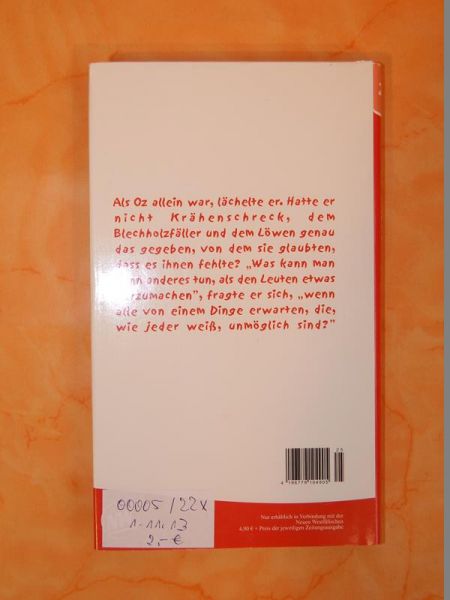 Als Oz allein war, lächelte er. Hatte er
nicht Krähenschreck, dem
Blechholzfäller und dem Löwen genau
das gegeben, von dem sie glaubten,
dass es ihnen fehlte? „Was kann man
anderes tun, als den Leuten etwas
vorzumachen”, fragte er sich, „wenn
alle von einem Dinge erwarten, die,
wie jeder weiß, unmöglich sind?”
Nur erhältlich in Verbindung mit der
Neuen Westfälischen
4,90 € + Preis der jeweiligen Zeitungsausgabe
00005/22x
1-11.13
2,- €